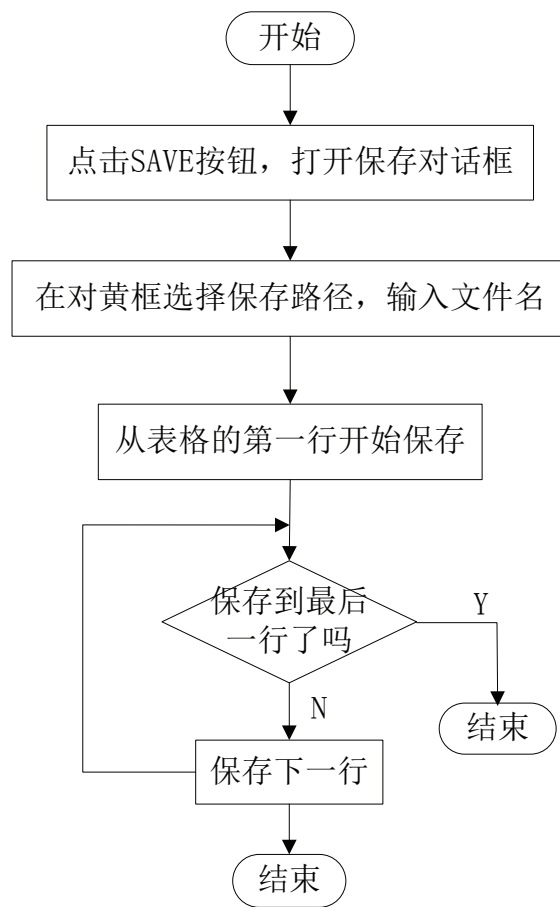 开始
点击SAVE按钮，打开保存对话框
在对黄框选择保存路径，输入文件名
从表格的第一行开始保存
保存到最后
一行了吗
Y
N
结束
保存下一行
结束